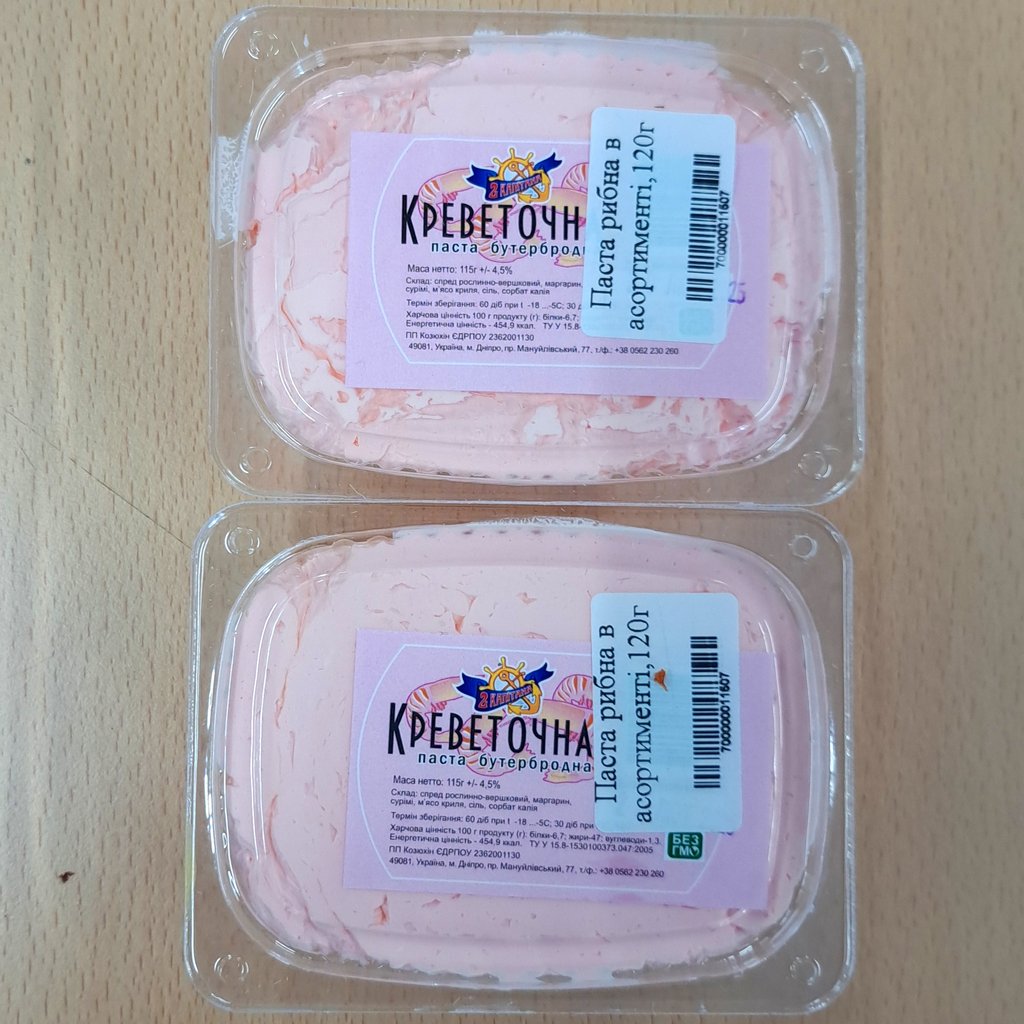 2 КАПІТАНА
КРЕВЕТОЧН
паста бутербродн
Маса нетто: 115г +/- 4,5%
Склад: спред рослинно-вершковий, маргарин,
сурімі, м'ясо криля, сіль, сорбат калія
Термін зберігання: 60 діб при t -18 ...-5С; 30 д
Харчова цінність 100 г продукту (г): білки-6,7;
Енергетична цінність - 454,9 ккал. ТУ У 15.8-
ПП Козюхін ЄДРПОУ 2362001130
49081, Україна, м. Дніпро, пр. Мануйлівський, 77, т./ф.: +38 0562 230 260
Паста рибна в
асортименті,120г
700000011607
2 КАПІТАНА
КРЕВЕТОЧНА
паста бутербродна
Маса нетто: 115г +/- 4,5%
Склад: спред рослинно-вершковий, маргарин,
сурімі, м'ясо криля, сіль, сорбат калія
Термін зберігання: 60 діб при t -18 ...-5С; 30 діб при
Харчова цінність 100 г продукту (г): білки-6,7; жири-47; вуглеводи-1,3.
Енергетична цінність - 454,9 ккал. ТУ У 15.8-1530100373.047:2005
ПП Козюхін ЄДРПОУ 2362001130
49081, Україна, м. Дніпро, пр. Мануйлівський, 77, т./ф.: +38 0562 230 260
БЕЗ
ГМО
Паста рибна в
асортименті,120г
700000011607